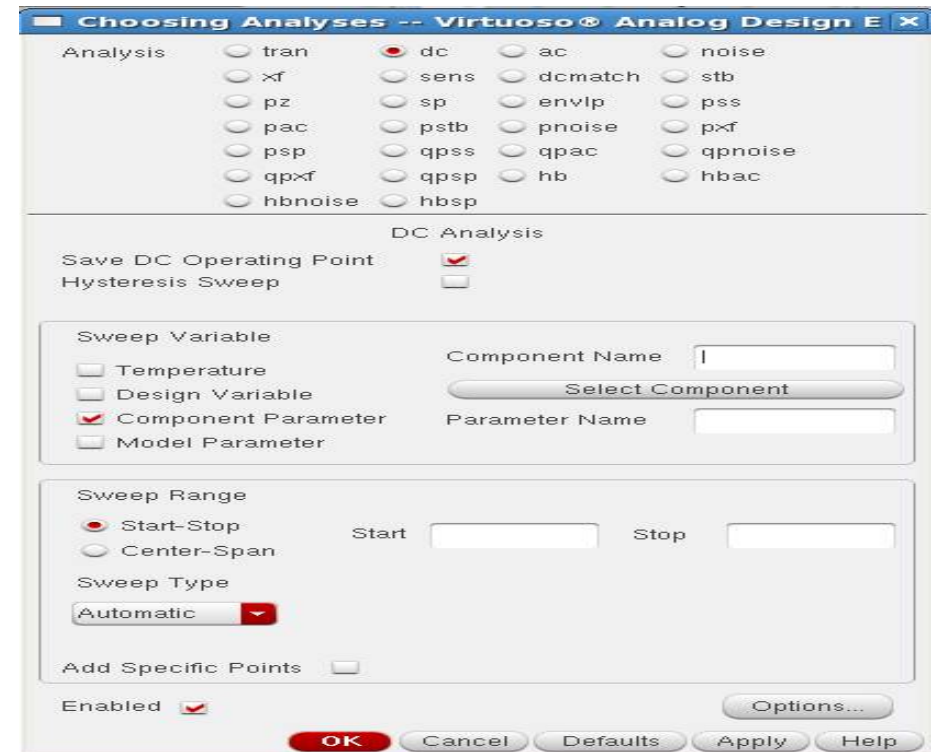 Choosing Analyses -- Virtuoso® Analog Design E
Analysis tran dc ac noise
xf sens dcmatch stb
pz sp envlp pss
pac pstb pnoise pxf
psp qpss qpac qpnoise
qpxf qpsp hb hbac
hbnoise hbsp
DC Analysis
Save DC Operating Point
Hysteresis Sweep
Sweep Variable
Temperature
Design Variable
Component Parameter
Model Parameter
Component Name
Select Component
Parameter Name
Sweep Range
Start-Stop
Center-Span
Start Stop
Sweep Type
Automatic
Add Specific Points
Enabled Options...
OK Cancel Defaults Apply Help